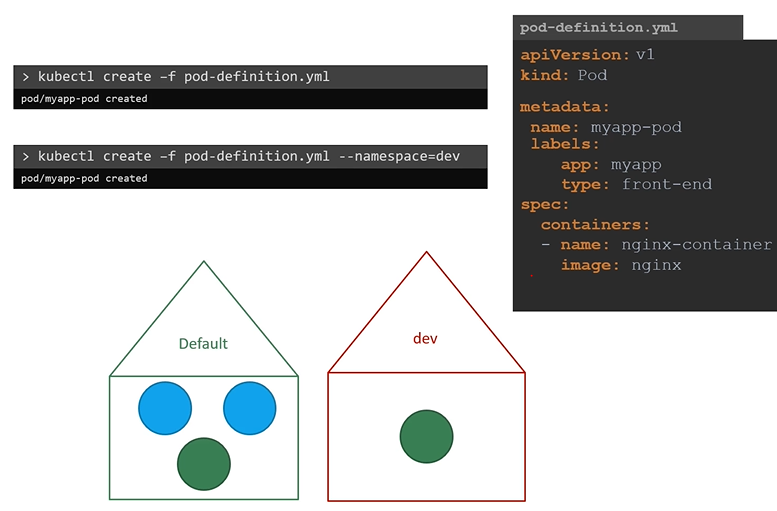 > kubectl create –f pod-definition.yml
pod/myapp-pod created
> kubectl create –f pod-definition.yml --namespace=dev
pod/myapp-pod created
pod-definition.yml
apiVersion: v1
kind: Pod
metadata:
name: myapp-pod
labels:
app: myapp
type: front-end
spec:
containers:
- name: nginx-container
image: nginx
Default
dev